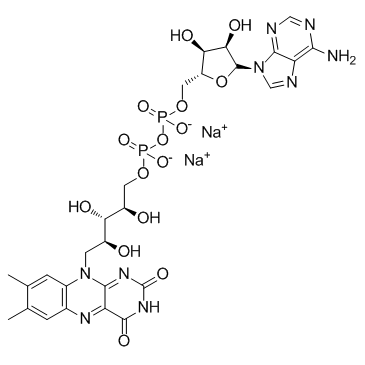 HO OH
N N
NH2
O N N
O
O P O- Na+
O
O P O- Na+
O
HO
OH
OH
N N O
N NH
O